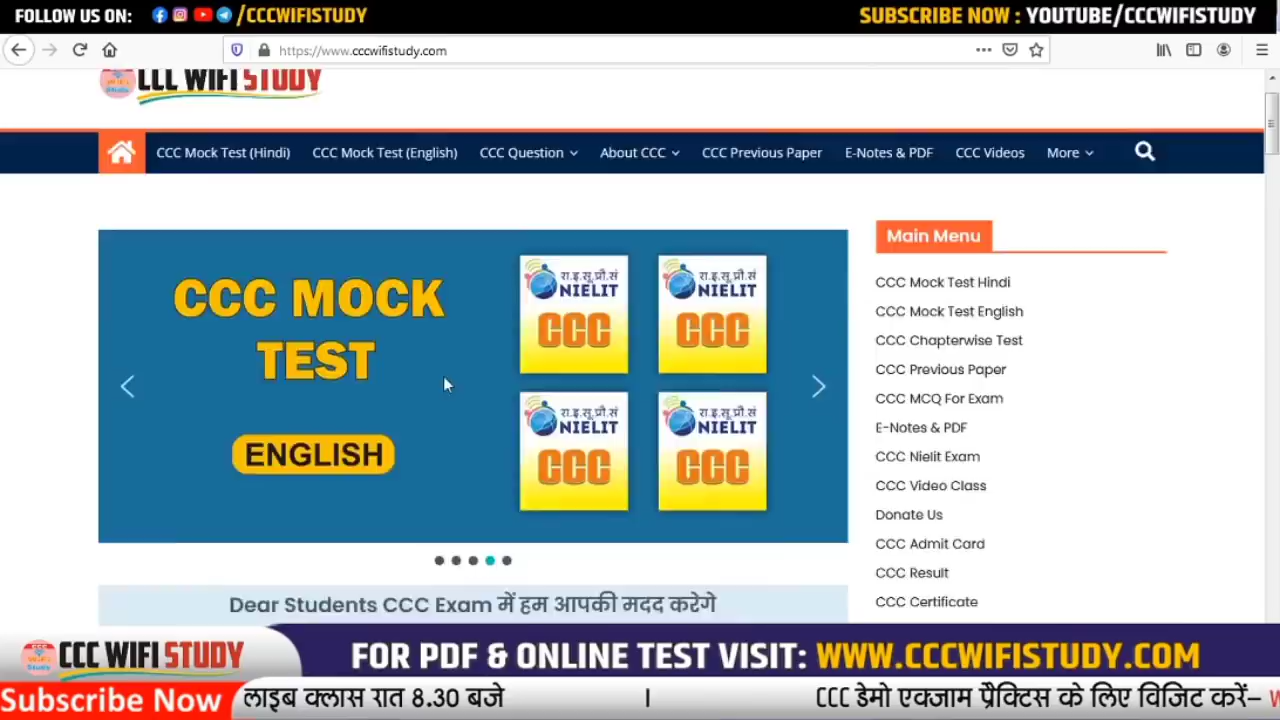 FOLLOW US ON: /CCCWIFISTUDY
SUBSCRIBE NOW : YOUTUBE/CCCWIFISTUDY
https://www.cccwifistudy.com
CCC WIFI STUDY
CCC Mock Test (Hindi) CCC Mock Test (English) CCC Question About CCC CCC Previous Paper E-Notes & PDF CCC Videos More
CCC MOCK
TEST
ENGLISH
रा.इ.सू.प्रौ.सं
NIELIT
CCC
रा.इ.सू.प्रौ.सं
NIELIT
CCC
रा.इ.सू.प्रौ.सं
NIELIT
CCC
रा.इ.सू.प्रौ.सं
NIELIT
CCC
Main Menu
CCC Mock Test Hindi
CCC Mock Test English
CCC Chapterwise Test
CCC Previous Paper
CCC MCQ For Exam
E-Notes & PDF
CCC Nielit Exam
CCC Video Class
Donate Us
CCC Admit Card
CCC Result
CCC Certificate
Dear Students CCC Exam में हम आपकी मदद करेगे
CCC WIFI STUDY
FOR PDF & ONLINE TEST VISIT: WWW.CCCWIFISTUDY.COM
Subscribe Now
लाइब क्लास रात 8.30 बजे । CCC डेमो एक्जाम प्रैक्टिस के लिए विजिट करें–